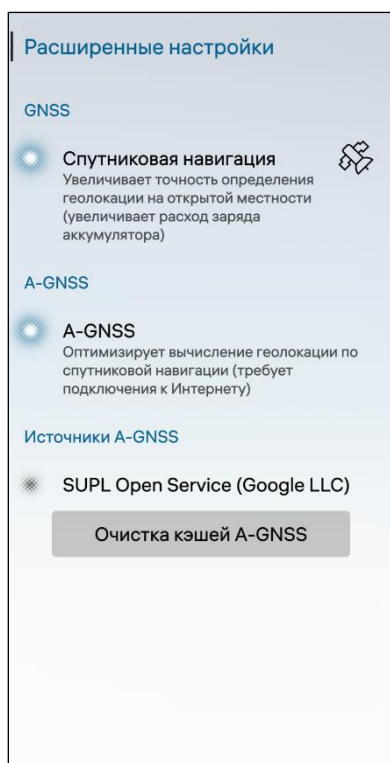 Расширенные настройки
GNSS
Спутниковая навигация
Увеличивает точность определения
геолокации на открытой местности
(увеличивает расход заряда
аккумулятора)
A-GNSS
A-GNSS
Оптимизирует вычисление геолокации по
спутниковой навигации (требует
подключения к Интернету)
Источники A-GNSS
SUPL Open Service (Google LLC)
Очистка кэшей A-GNSS